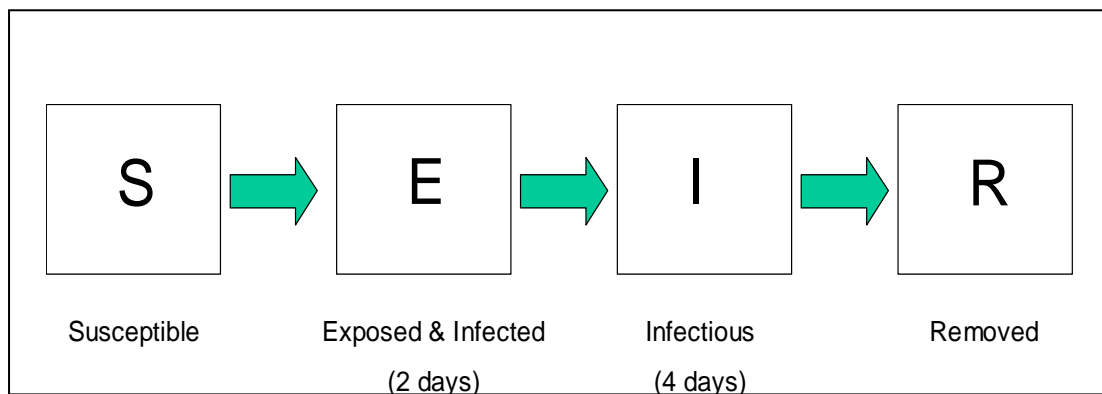 S E I R
Susceptible Exposed & Infected Infectious Removed
(2 days) (4 days)